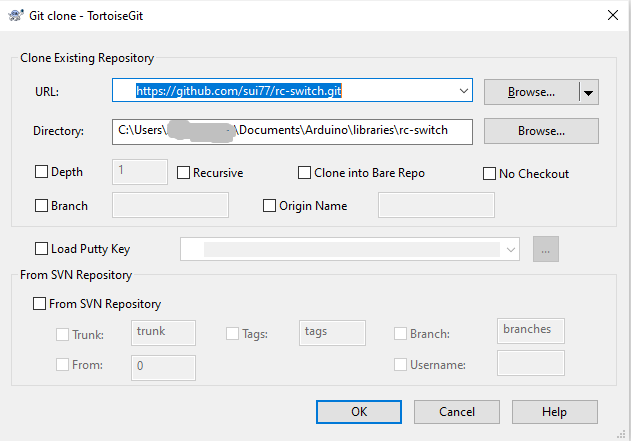 Git clone - TortoiseGit
Clone Existing Repository
URL: https://github.com/sui77/rc-switch.git Browse...
Directory: C:\Users\ \Documents\Arduino\libraries\rc-switch Browse...
Depth 1 Recursive Clone into Bare Repo No Checkout
Branch Origin Name
Load Putty Key ...
From SVN Repository
From SVN Repository
Trunk: trunk Tags: tags Branch: branches
From: 0 Username:
OK Cancel Help